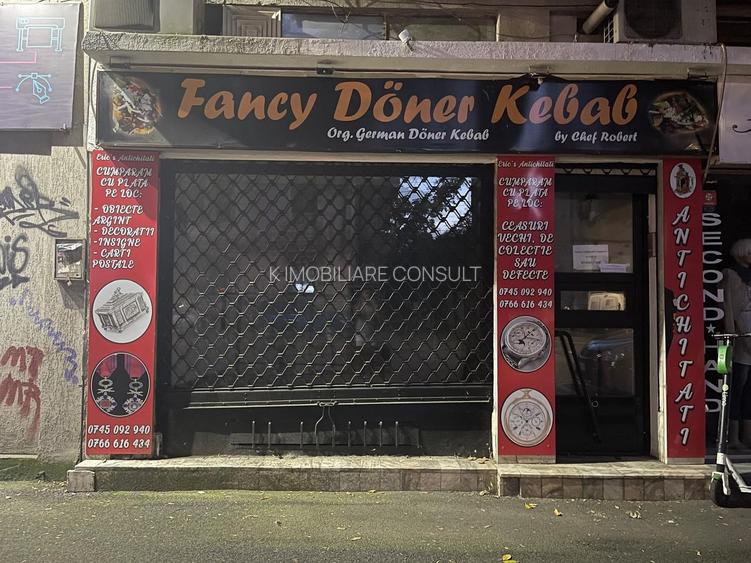 Fancy Döner Kebab
Org. German Döner Kebab
by Chef Robert
Eric's Antichitati
CUMPARAM
CU PLATA
PE LOC:
- OBIECTE
ARGINT
- DECORATII
-INSIGNE
- CARTI
POSTALE
0745 092 940
0766 616 434
K IMOBILIARE CONSULT
Eric's Antichitati
CUMPARAM
CU PLATA
PE LOC:
CEASURI
VECHI, DE
COLECTIE
SAU
DEFECTE
0745 092 940
0766 616 434
ANTICHITATI
SECOND HAND
Lime